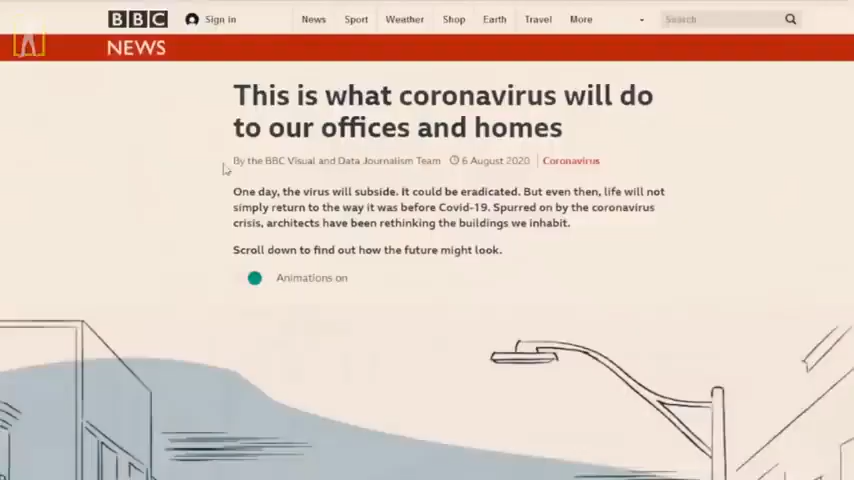 BBC Sign in News Sport Weather Shop Earth Travel More Search
NEWS
This is what coronavirus will do
to our offices and homes
By the BBC Visual and Data Journalism Team 6 August 2020 Coronavirus
One day, the virus will subside. It could be eradicated. But even then, life will not
simply return to the way it was before Covid-19. Spurred on by the coronavirus
crisis, architects have been rethinking the buildings we inhabit.
Scroll down to find out how the future might look.
Animations on